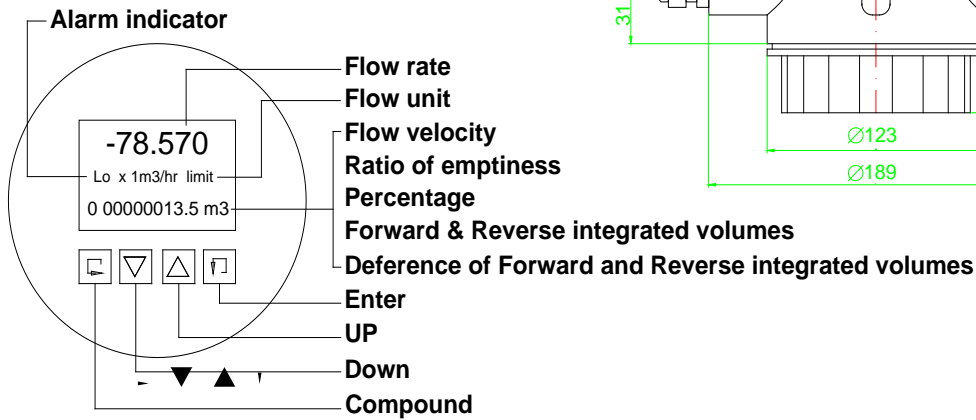 Alarm indicator
31
Flow rate
Flow unit
Flow velocity
Ratio of emptiness
Percentage
Forward & Reverse integrated volumes
Deference of Forward and Reverse integrated volumes
Enter
UP
Down
Compound
-78.570
Lo x 1m3/hr limit
0 00000013.5 m3
∅123
∅189